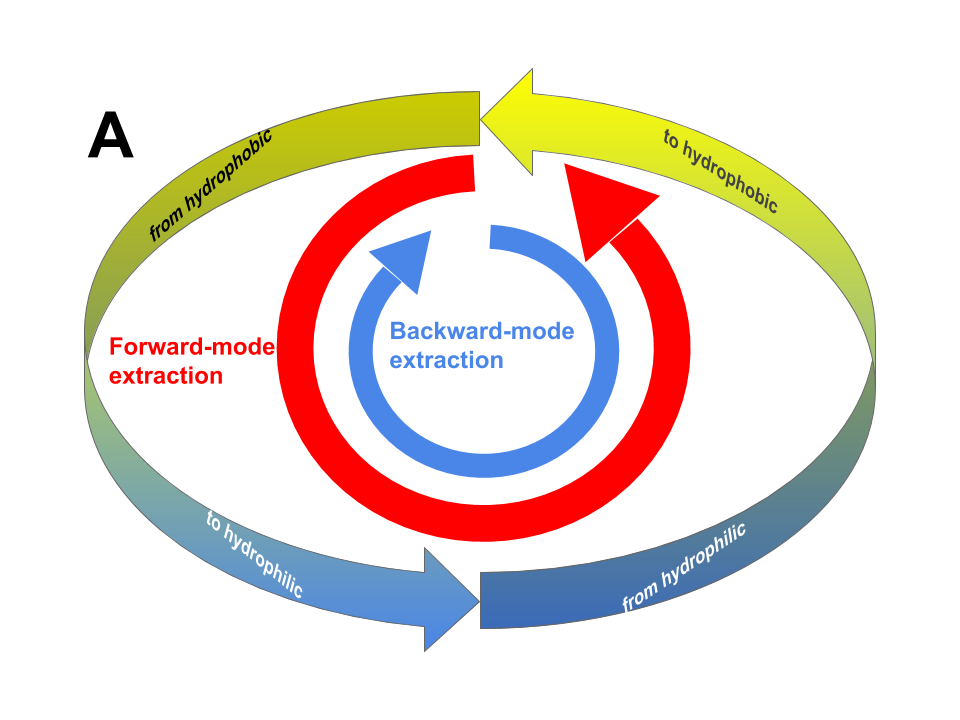 A
from hydrophobic
to hydrophobic
Forward-mode
extraction
Backward-mode
extraction
to hydrophilic
from hydrophilic